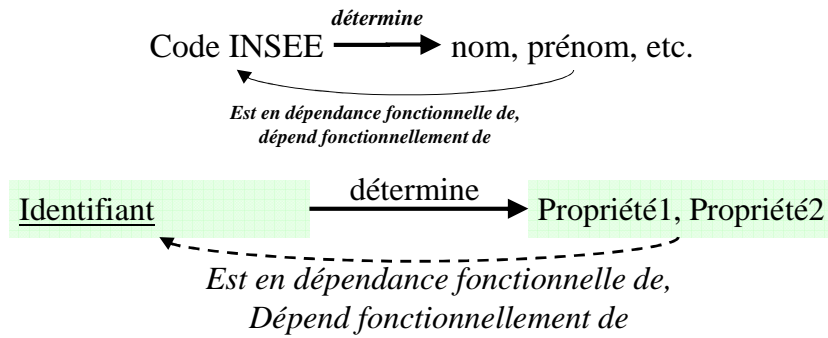 détermine
Code INSEE nom, prénom, etc.
Est en dépendance fonctionnelle de,
dépend fonctionnellement de
détermine
Identifiant Propriété1, Propriété2
Est en dépendance fonctionnelle de,
Dépend fonctionnellement de